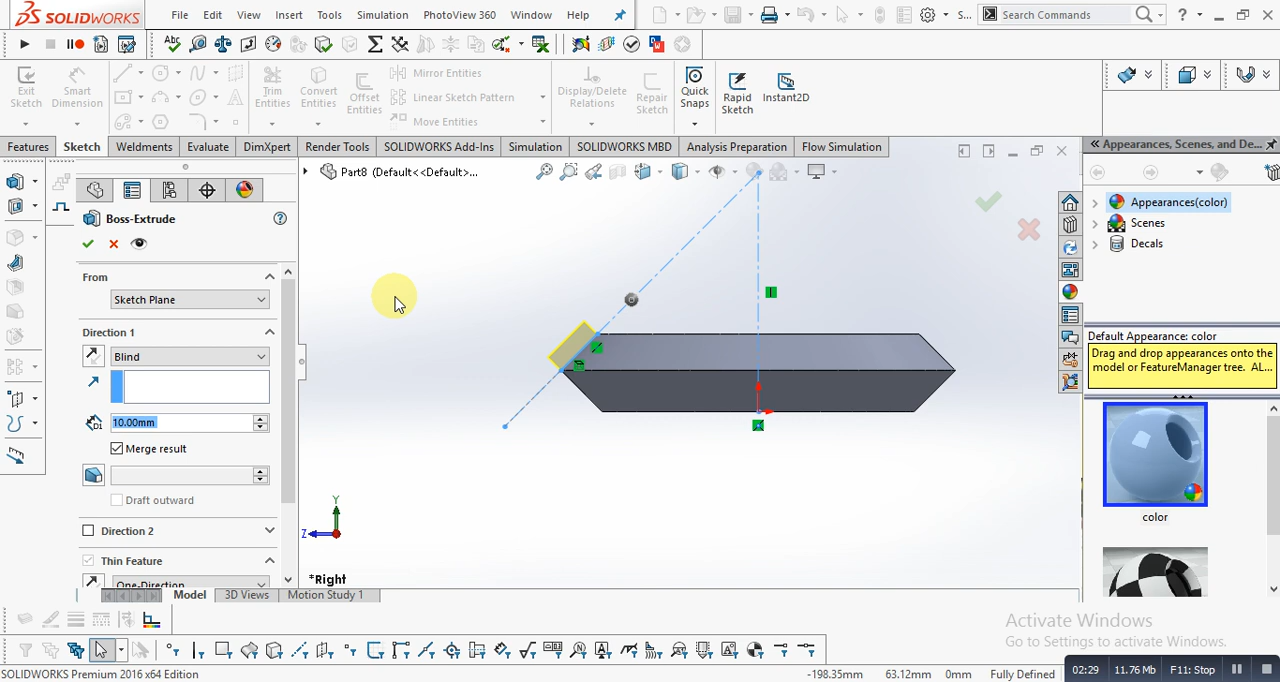 SOLIDWORKS File Edit View Insert Tools Simulation PhotoView 360 Window Help S... Search Commands
Exit Sketch Smart Dimension Trim Entities Convert Entities Offset Entities Mirror Entities Linear Sketch Pattern Move Entities Display/Delete Relations Repair Sketch Quick Snaps Rapid Sketch Instant2D
Features Sketch Weldments Evaluate DimXpert Render Tools SOLIDWORKS Add-Ins Simulation SOLIDWORKS MBD Analysis Preparation Flow Simulation
Appearances, Scenes, and De...
Part8 (Default<<Default>...
Appearances(color)
Scenes
Decals
Boss-Extrude
From
Sketch Plane
Direction 1
Blind
10.00mm
Merge result
Draft outward
Direction 2
Thin Feature
One-Direction
Default Appearance: color
Drag and drop appearances onto the
model or FeatureManager tree. AL...
color
Y
Z
*Right
Model 3D Views Motion Study 1
Activate Windows
Go to Settings to activate Windows.
SOLIDWORKS Premium 2016 x64 Edition -198.35mm 63.12mm 0mm Fully Defined
02:29 11.76 Mb F11: Stop